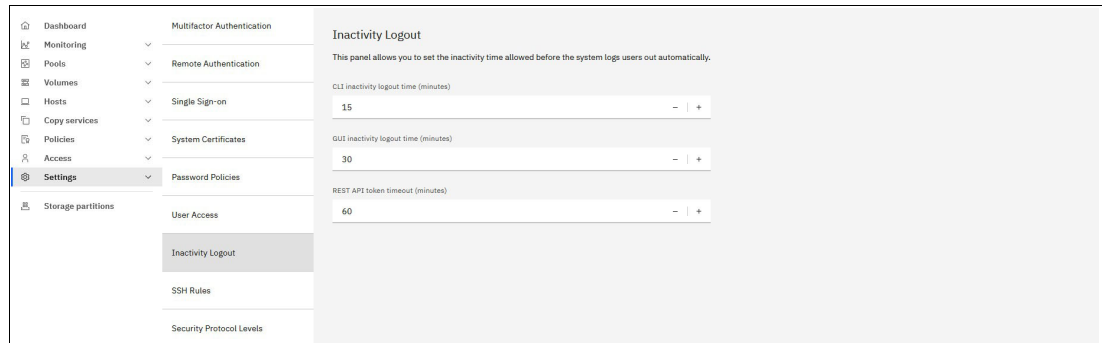 Dashboard
Monitoring
Pools
Volumes
Hosts
Copy services
Policies
Access
Settings
Storage partitions
Multifactor Authentication
Remote Authentication
Single Sign-on
System Certificates
Password Policies
User Access
Inactivity Logout
SSH Rules
Security Protocol Levels
Inactivity Logout
This panel allows you to set the inactivity time allowed before the system logs users out automatically.
CLI inactivity logout time (minutes)
15
GUI inactivity logout time (minutes)
30
REST API token timeout (minutes)
60